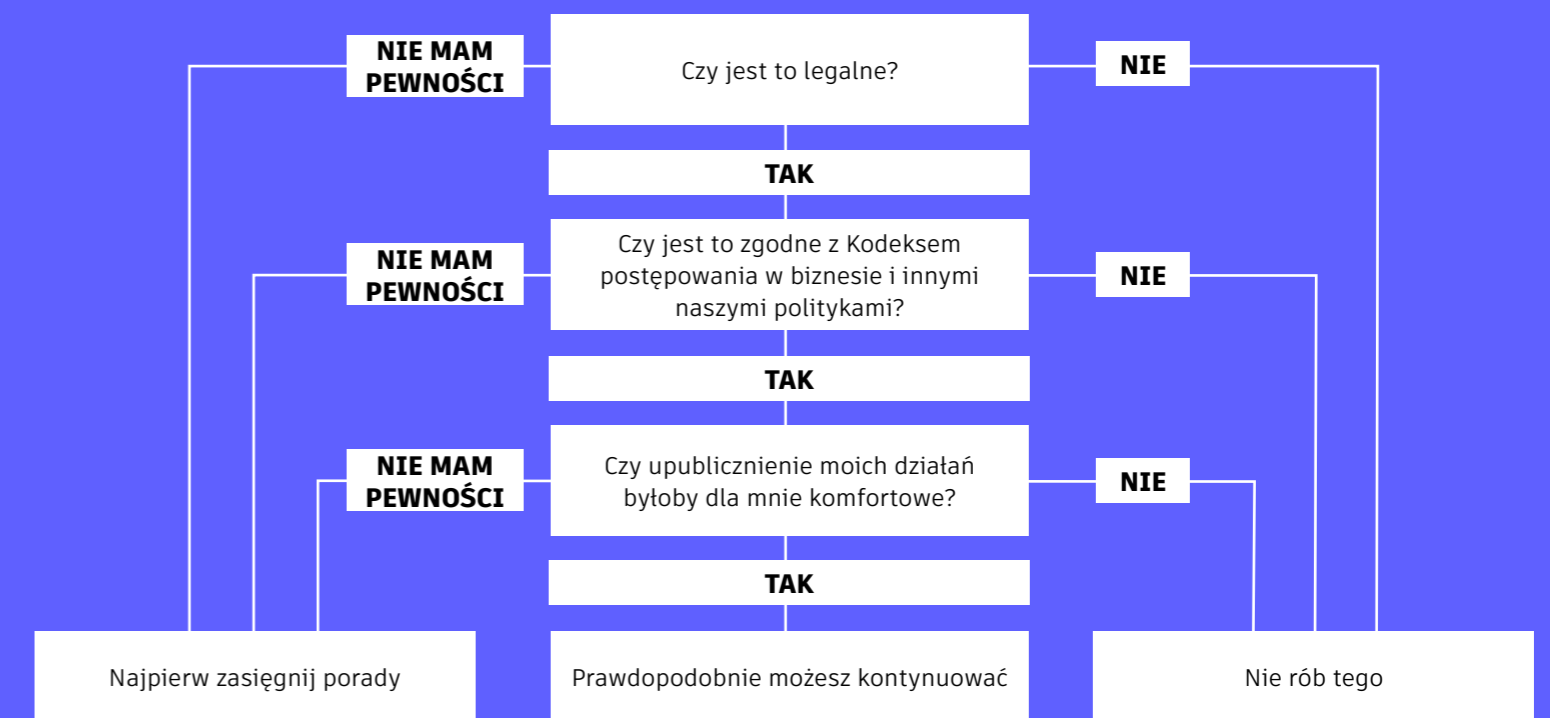 NIE MAM
PEWNOŚCI
Czy jest to legalne?
NIE
TAK
NIE MAM
PEWNOŚCI
Czy jest to zgodne z Kodeksem
postępowania w biznesie i innymi
naszymi politykami?
NIE
TAK
NIE MAM
PEWNOŚCI
Czy upublicznienie moich działań
byłoby dla mnie komfortowe?
NIE
TAK
Najpierw zasięgnij porady
Prawdopodobnie możesz kontynuować
Nie rób tego